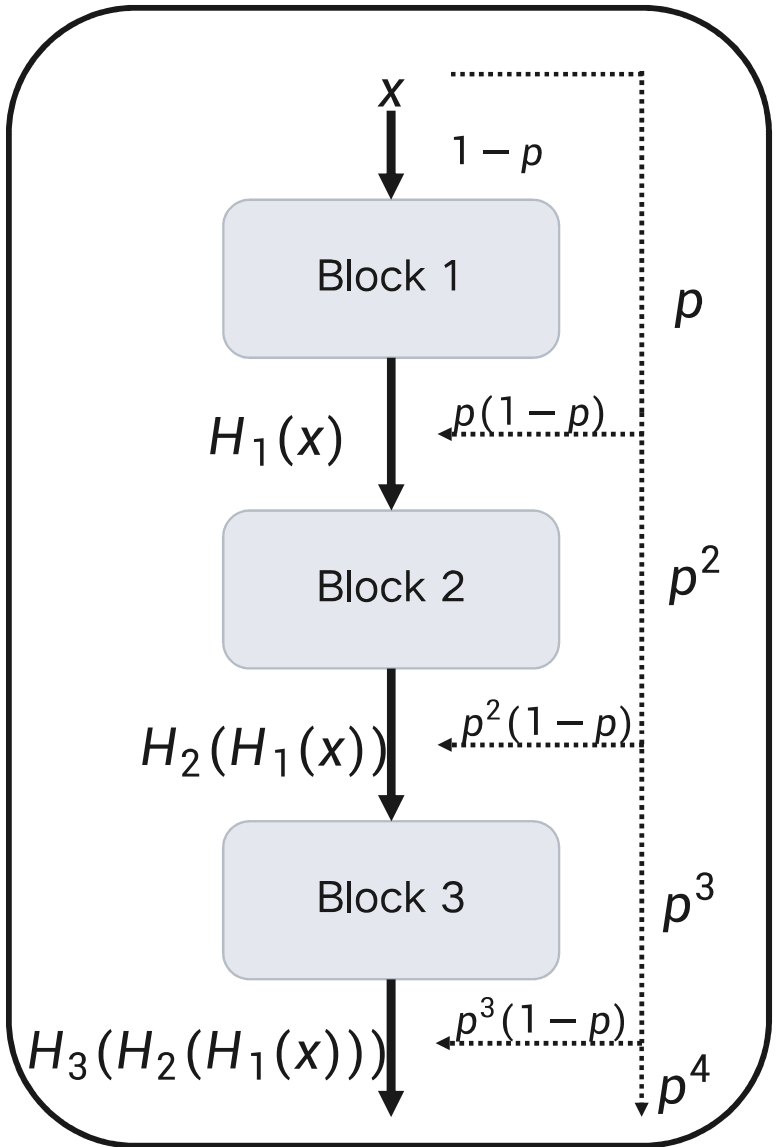 x
1 − p
Block 1
p
p(1 − p)
H₁(x)
p²
Block 2
p²(1 − p)
H₂(H₁(x))
p³
Block 3
p³(1 − p)
H₃(H₂(H₁(x)))
p⁴